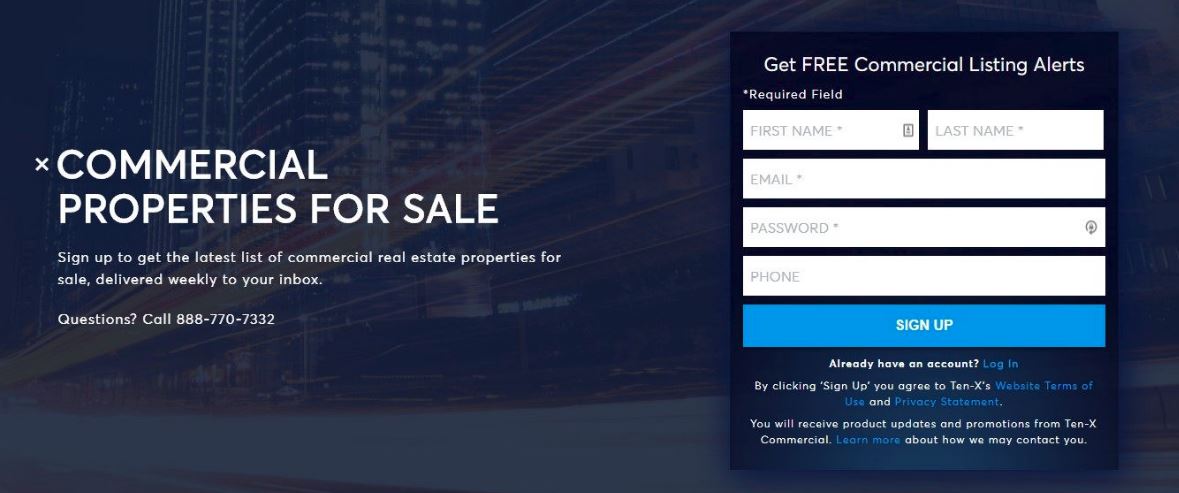 COMMERCIAL
PROPERTIES FOR SALE
Sign up to get the latest list of commercial real estate properties for
sale, delivered weekly to your inbox.
Questions? Call 888-770-7332
Get FREE Commercial Listing Alerts
*Required Field
FIRST NAME *
LAST NAME *
EMAIL *
PASSWORD *
PHONE
SIGN UP
Already have an account? Log In
By clicking 'Sign Up' you agree to Ten-X's Website Terms of
Use and Privacy Statement.
You will receive product updates and promotions from Ten-X
Commercial. Learn more about how we may contact you.